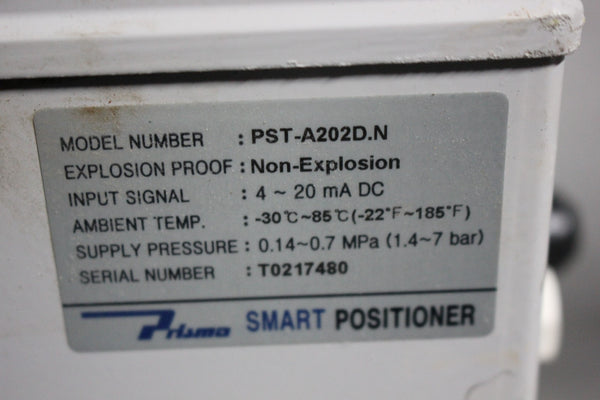 MODEL NUMBER : PST-A202D.N
EXPLOSION PROOF : Non-Explosion
INPUT SIGNAL : 4 ~ 20 mA DC
AMBIENT TEMP. : -30℃~85℃(-22°F~185°F)
SUPPLY PRESSURE : 0.14~0.7 MPa (1.4~7 bar)
SERIAL NUMBER : T0217480
Prisma SMART POSITIONER